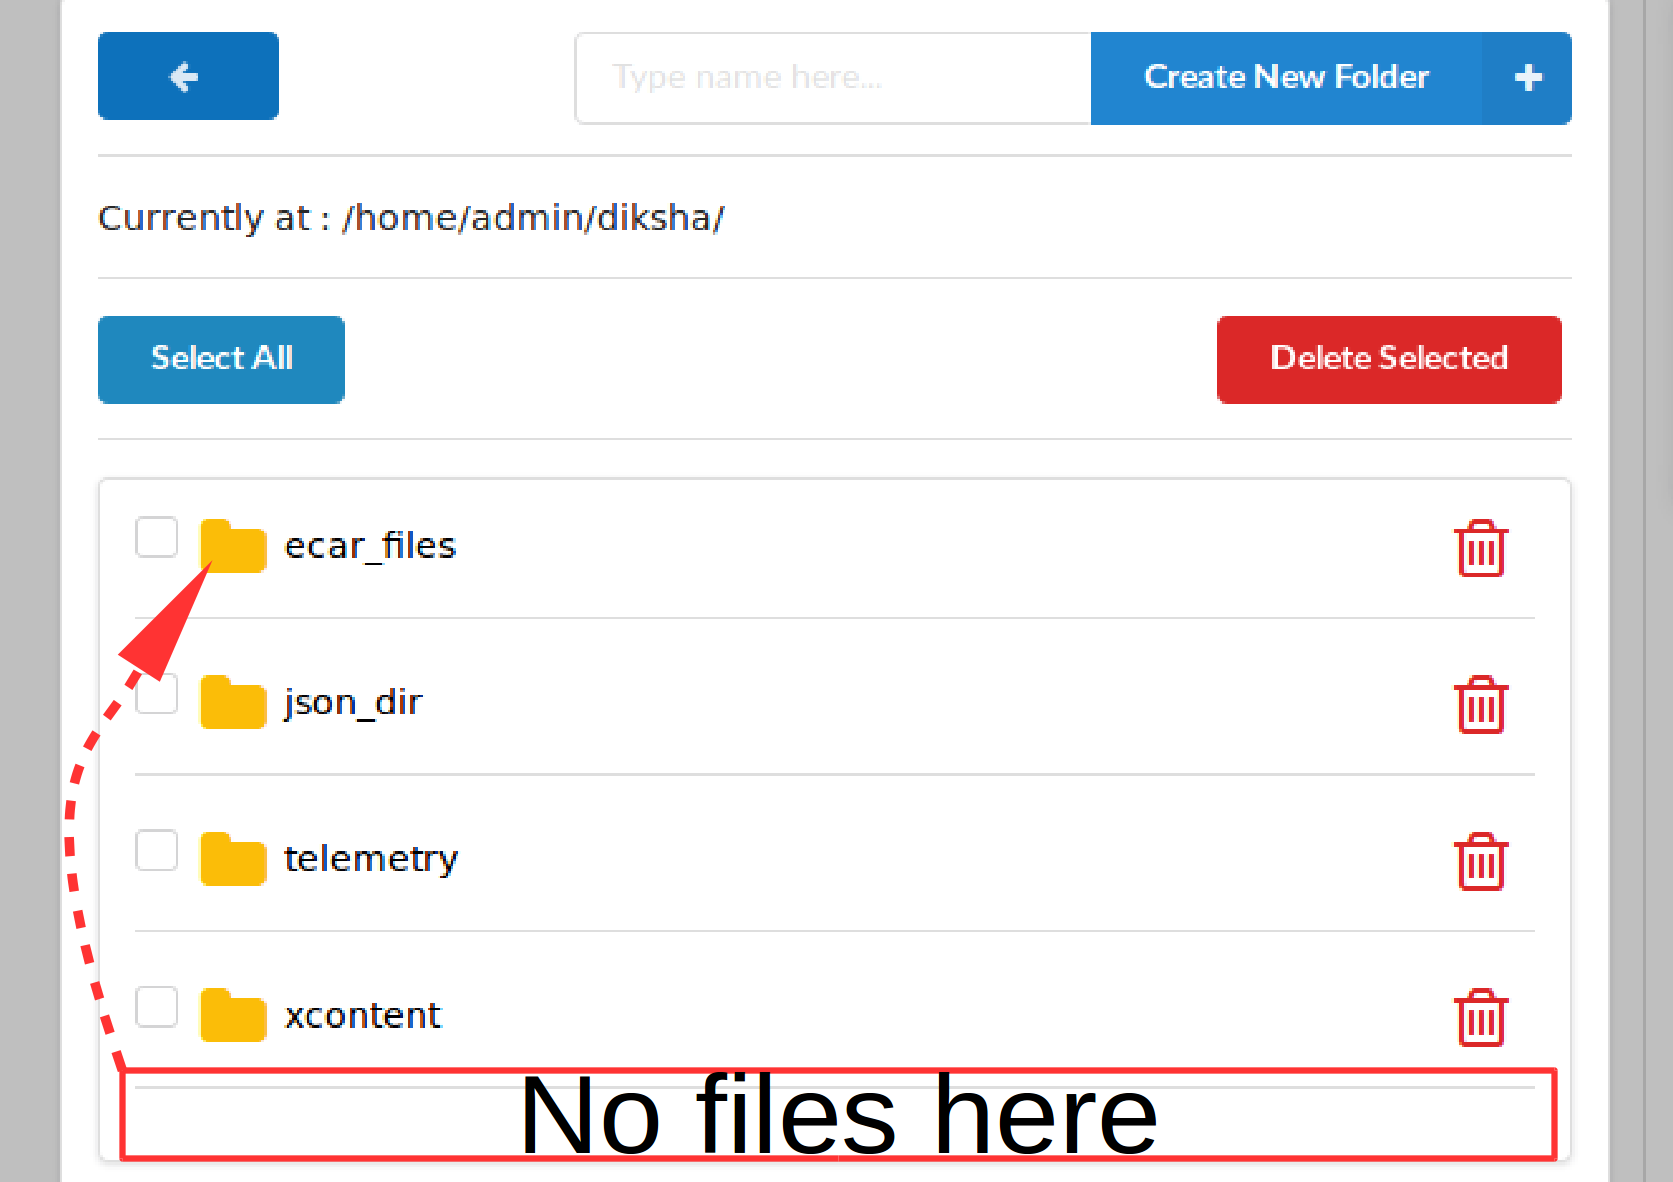 Type name here...
Create New Folder
Currently at : /home/admin/diksha/
Select All
Delete Selected
ecar_files
json_dir
telemetry
xcontent
No files here